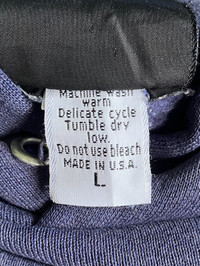 Machine wash
warm
Delicate cycle
Tumble dry
low.
Do not use bleach
MADE IN U.S.A.
L